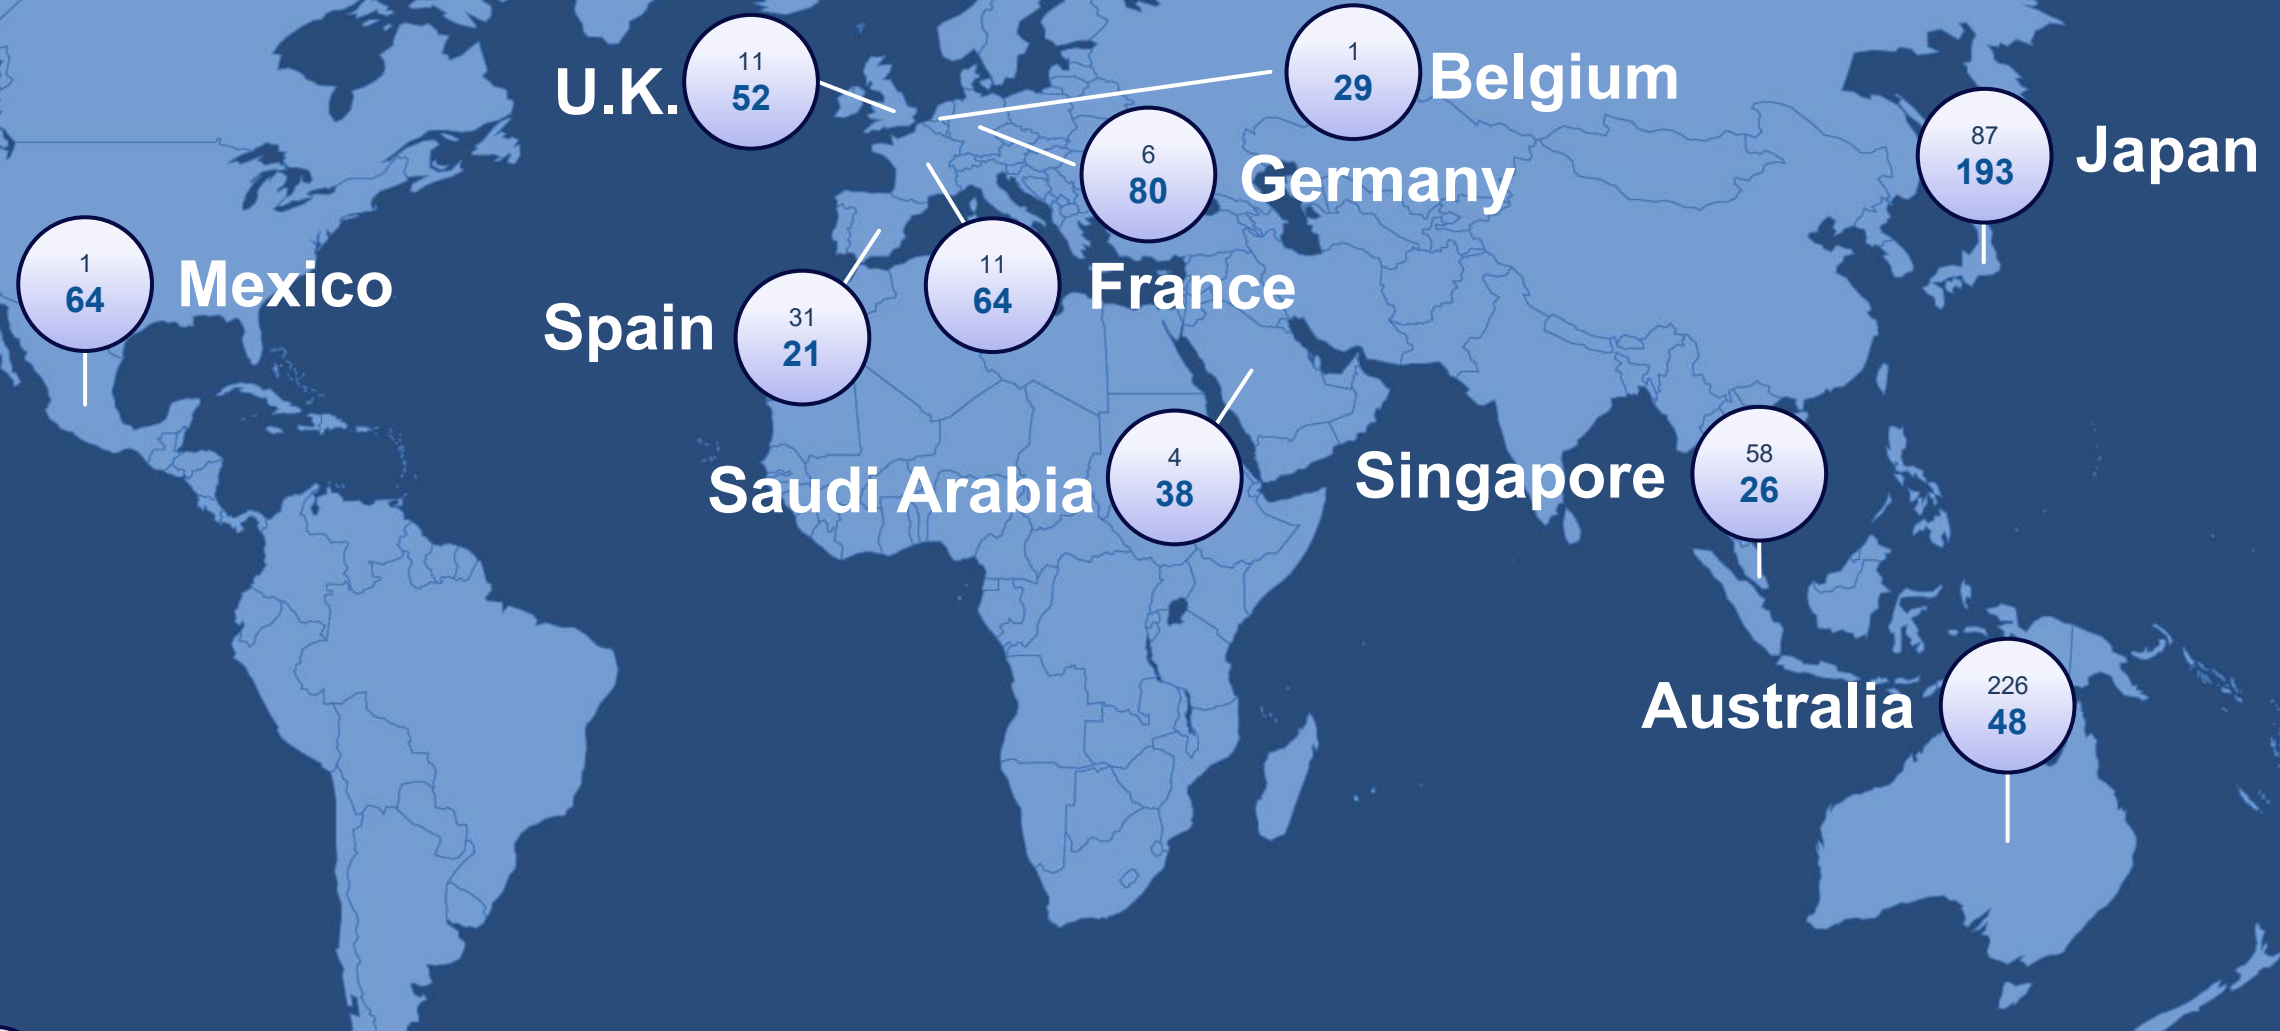 U.K.
11
52
1
29
Belgium
6
80
Germany
87
193
Japan
1
64
Mexico
11
64
France
Spain
31
21
Saudi Arabia
4
38
Singapore
58
26
Australia
226
48